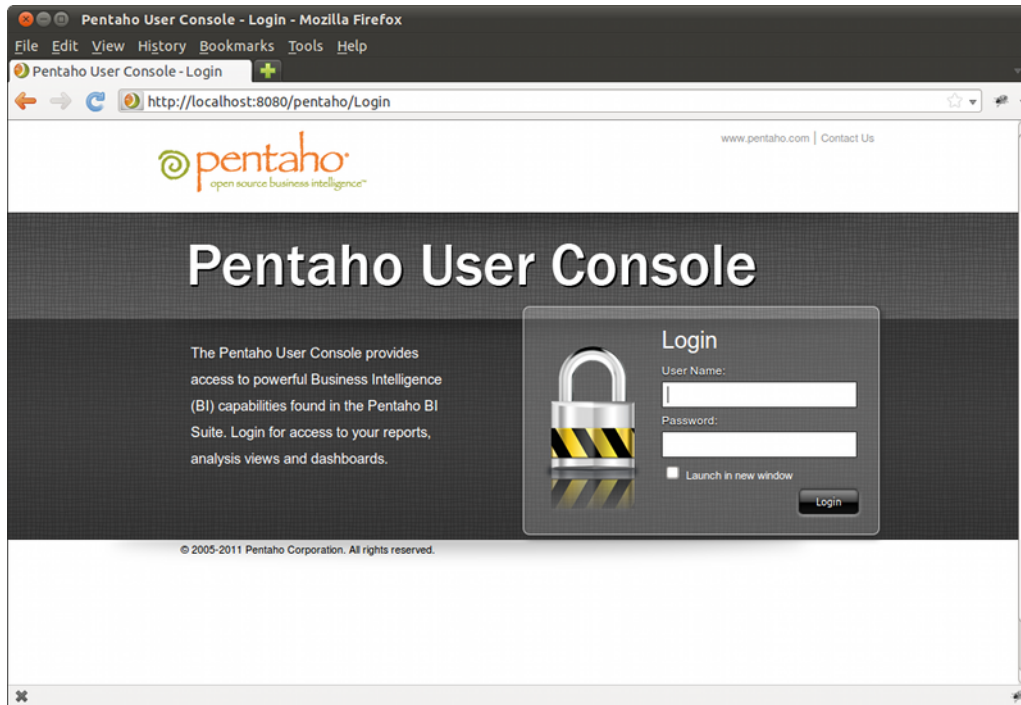 Pentaho User Console - Login - Mozilla Firefox
File Edit View History Bookmarks Tools Help
Pentaho User Console - Login
http://localhost:8080/pentaho/Login
www.pentaho.com | Contact Us
pentaho
open source business intelligence™
Pentaho User Console
The Pentaho User Console provides
access to powerful Business Intelligence
(BI) capabilities found in the Pentaho BI
Suite. Login for access to your reports,
analysis views and dashboards.
Login
User Name:
Password:
Launch in new window
Login
© 2005-2011 Pentaho Corporation. All rights reserved.